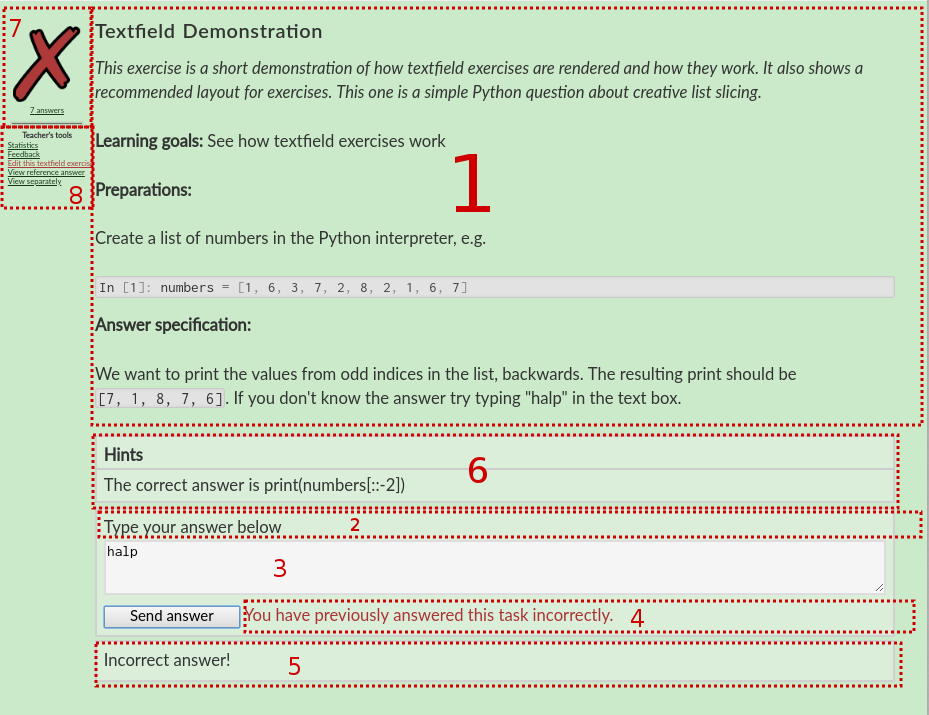 7
7 answers
Teacher's tools
Statistics
Feedback
Edit this textfield exercis
View reference answer
View separately
8
Textfield Demonstration
This exercise is a short demonstration of how textfield exercises are rendered and how they work. It also shows a
recommended layout for exercises. This one is a simple Python question about creative list slicing.
Learning goals: See how textfield exercises work
1
Preparations:
Create a list of numbers in the Python interpreter, e.g.
In [1]: numbers = [1, 6, 3, 7, 2, 8, 2, 1, 6, 7]
Answer specification:
We want to print the values from odd indices in the list, backwards. The resulting print should be
[7, 1, 8, 7, 6]. If you don't know the answer try typing "halp" in the text box.
Hints
6
The correct answer is print(numbers[::-2])
Type your answer below 2
halp
3
Send answer You have previously answered this task incorrectly. 4
Incorrect answer! 5